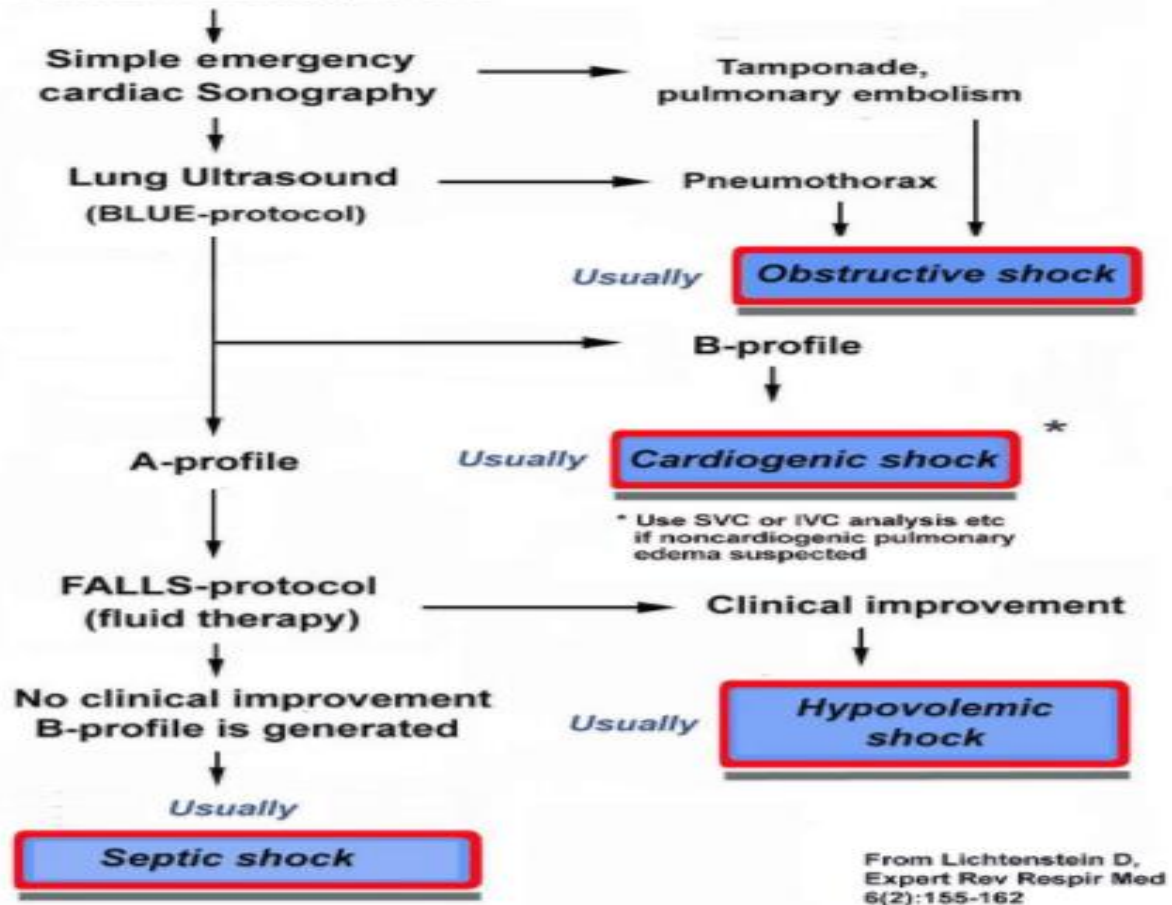 Simple emergency
cardiac Sonography
Tamponade,
pulmonary embolism
Lung Ultrasound
(BLUE-protocol)
Pneumothorax
Usually
Obstructive shock
B-profile
A-profile
Usually
Cardiogenic shock
*
* Use SVC or IVC analysis etc
if noncardiogenic pulmonary
edema suspected
FALLS-protocol
(fluid therapy)
Clinical improvement
No clinical improvement
B-profile is generated
Usually
Hypovolemic
shock
Usually
Septic shock
From Lichtenstein D,
Expert Rev Respir Med
6(2):155-162